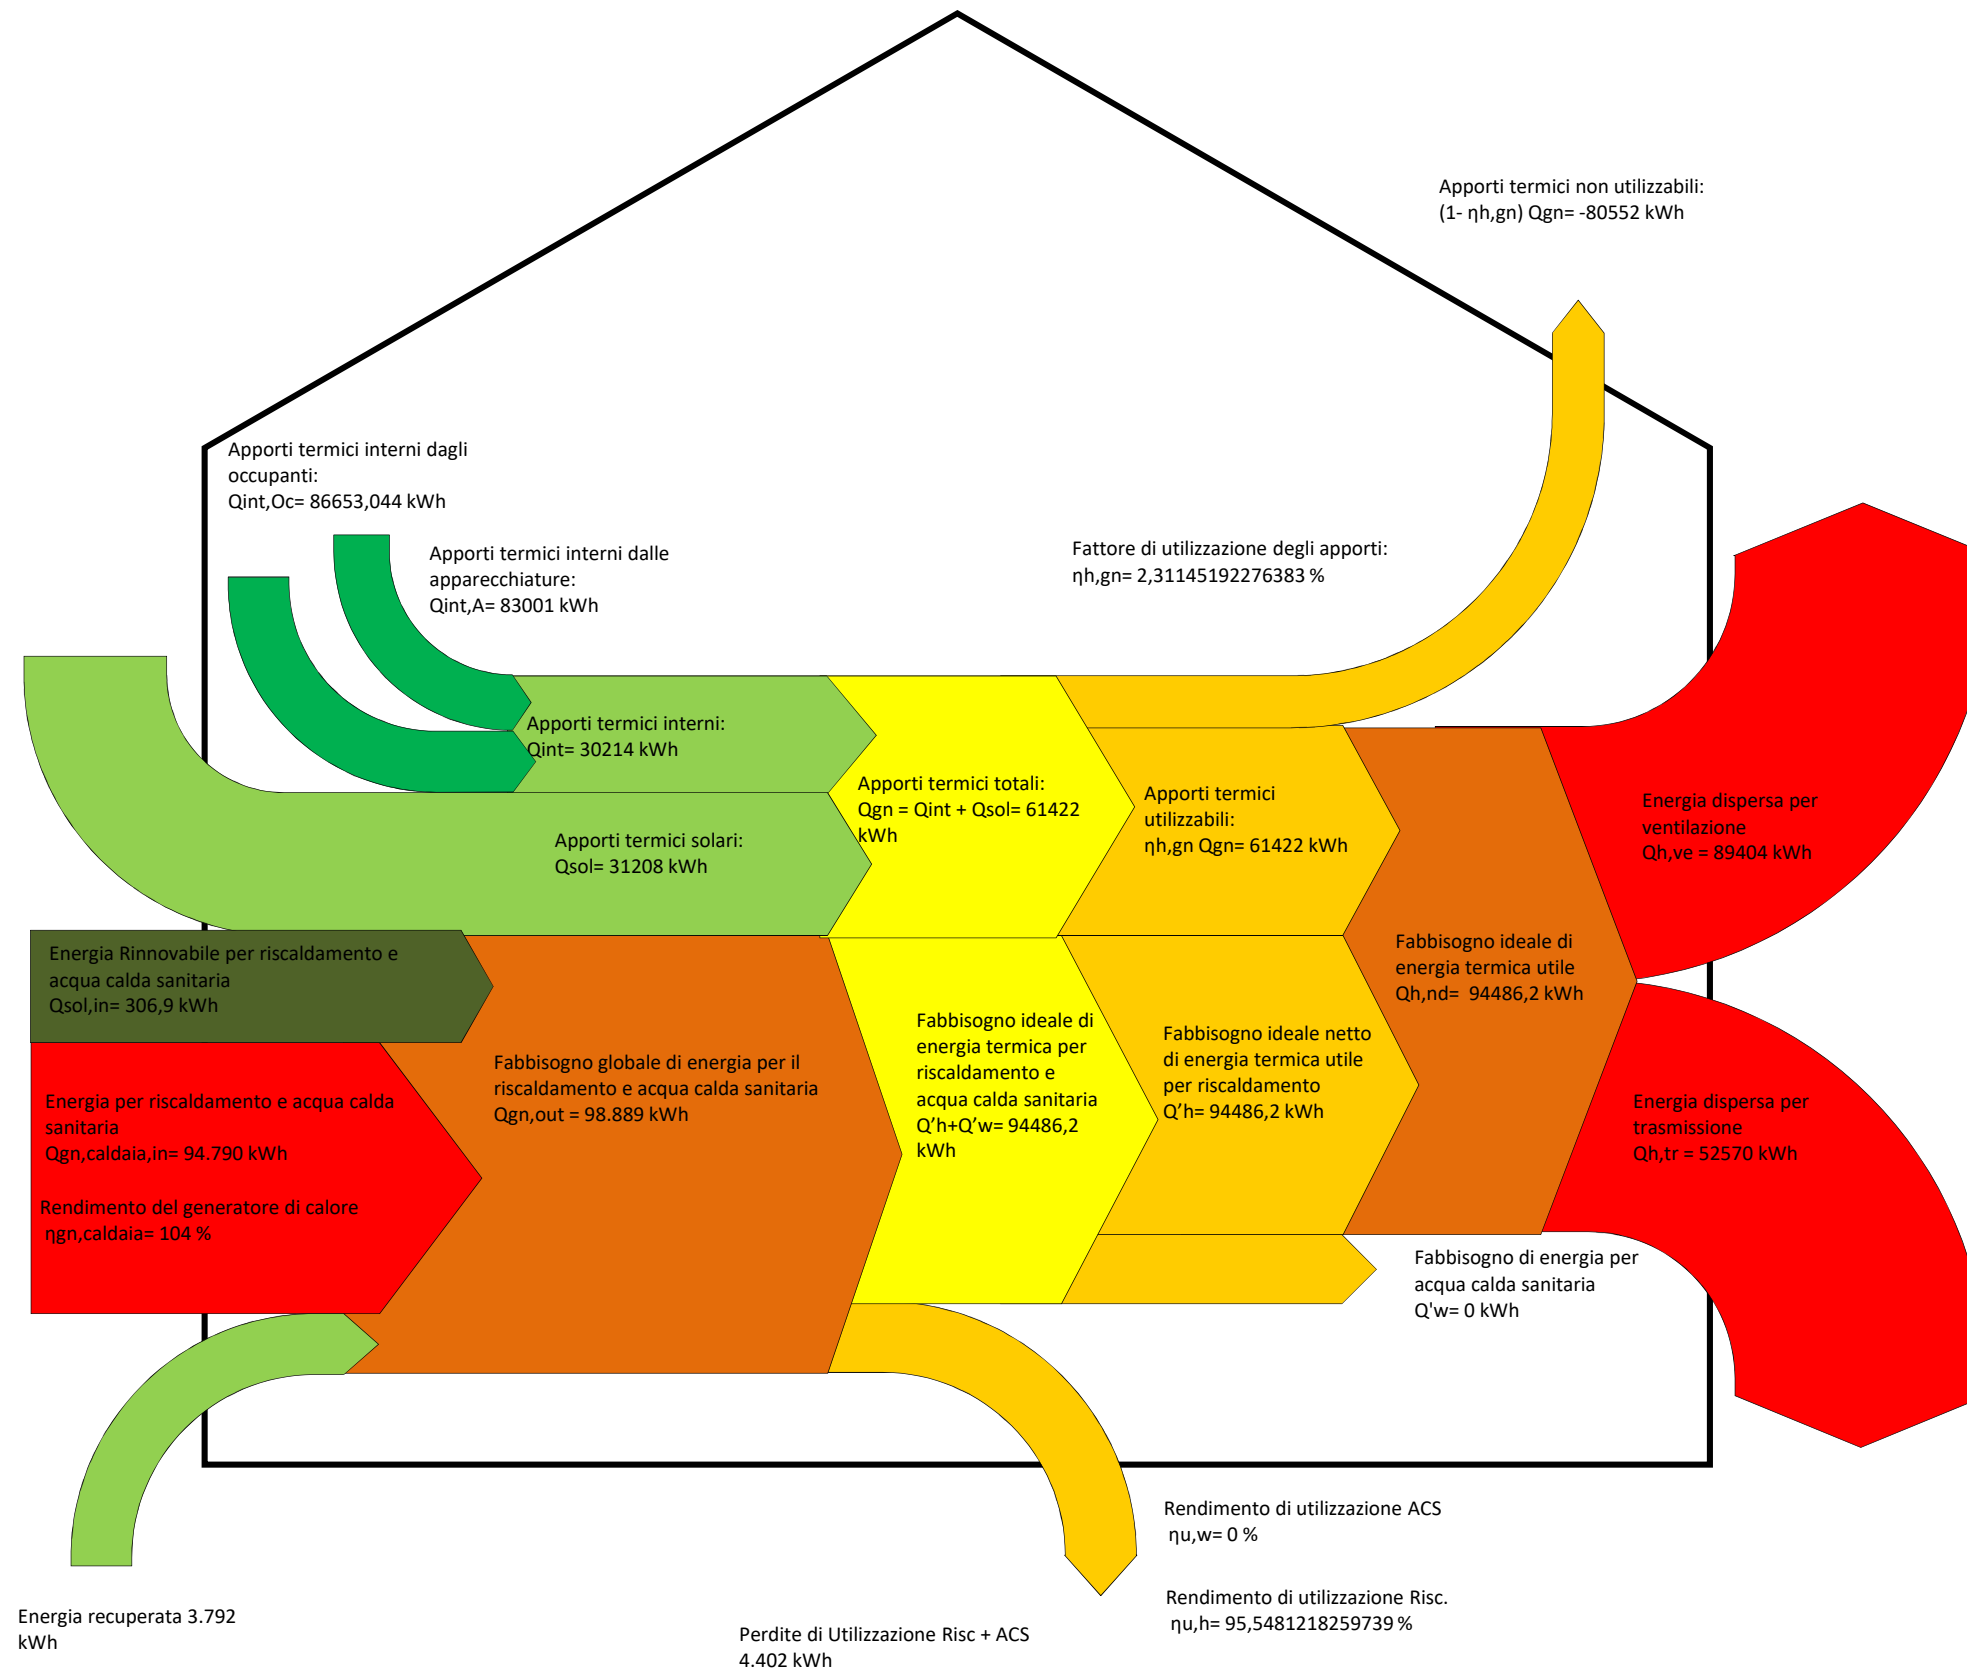 Apporti termici non utilizzabili:
(1- ηh,gn) Qgn= -80552 kWh
Apporti termici interni dagli
occupanti:
Qint,Oc= 86653,044 kWh
Apporti termici interni dalle
apparecchiature:
Qint,A= 83001 kWh
Fattore di utilizzazione degli apporti:
ηh,gn= 2,31145192276383 %
Apporti termici interni:
Qint= 30214 kWh
Apporti termici solari:
Qsol= 31208 kWh
Apporti termici totali:
Qgn = Qint + Qsol= 61422
kWh
Apporti termici
utilizzabili:
ηh,gn Qgn= 61422 kWh
Energia dispersa per
ventilazione
Qh,ve = 89404 kWh
Energia Rinnovabile per riscaldamento e
acqua calda sanitaria
Qsol,in= 306,9 kWh
Fabbisogno ideale di
energia termica utile
Qh,nd=  94486,2 kWh
Energia per riscaldamento e acqua calda
sanitaria
Qgn,caldaia,in= 94.790 kWh
Rendimento del generatore di calore
ηgn,caldaia= 104 %
Fabbisogno globale di energia per il
riscaldamento e acqua calda sanitaria
Qgn,out = 98.889 kWh
Fabbisogno ideale di
energia termica per
riscaldamento e
acqua calda sanitaria
Q’h+Q’w= 94486,2
kWh
Fabbisogno ideale netto
di energia termica utile
per riscaldamento
Q’h= 94486,2 kWh
Energia dispersa per
trasmissione
Qh,tr = 52570 kWh
Fabbisogno di energia per
acqua calda sanitaria
Q'w= 0 kWh
Rendimento di utilizzazione ACS
ηu,w= 0 %
Rendimento di utilizzazione Risc.
ηu,h= 95,5481218259739 %
Energia recuperata 3.792
kWh
Perdite di Utilizzazione Risc + ACS
4.402 kWh